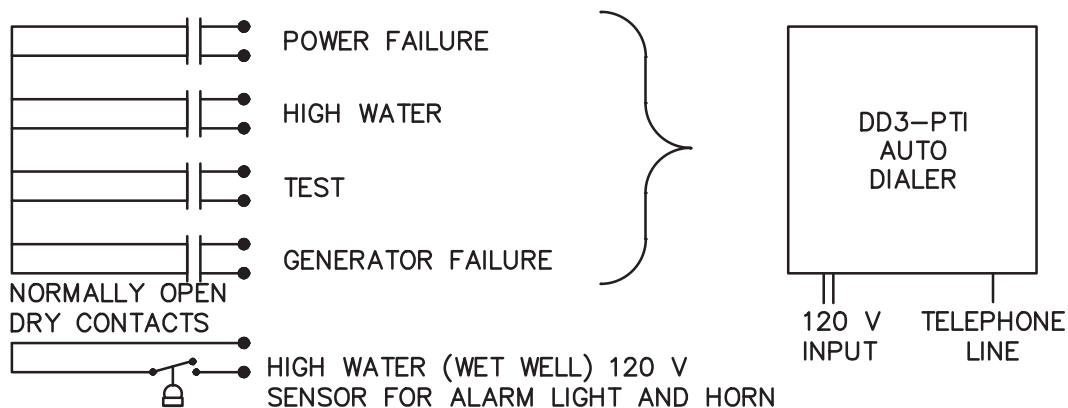 POWER FAILURE
HIGH WATER
TEST
GENERATOR FAILURE
NORMALLY OPEN
DRY CONTACTS
HIGH WATER (WET WELL) 120 V
SENSOR FOR ALARM LIGHT AND HORN
DD3-PTI
AUTO
DIALER
120 V
INPUT
TELEPHONE
LINE